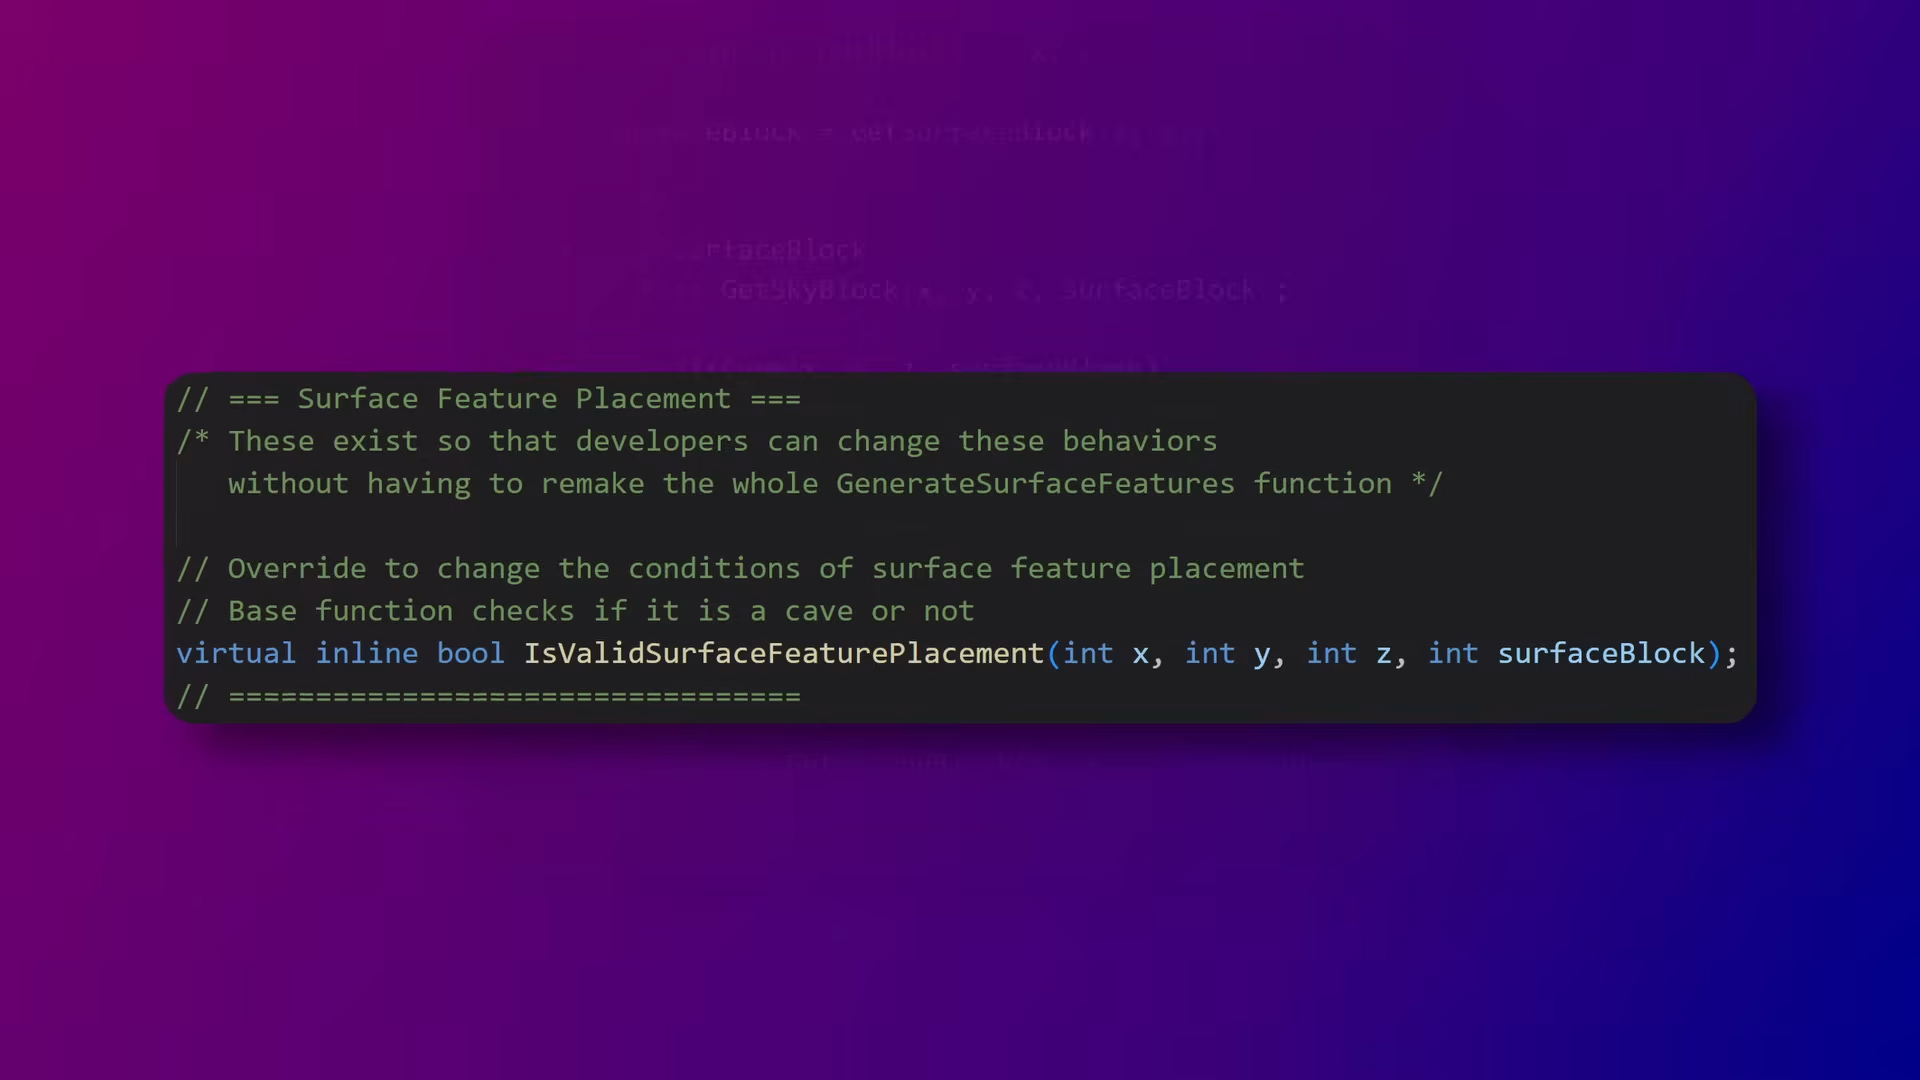 GetSkyBlock x, y, z, surfaceBlock ;
// === Surface Feature Placement ===
/* These exist so that developers can change these behaviors
without having to remake the whole GenerateSurfaceFeatures function */
// Override to change the conditions of surface feature placement
// Base function checks if it is a cave or not
virtual inline bool IsValidSurfaceFeaturePlacement(int x, int y, int z, int surfaceBlock);
// =================================